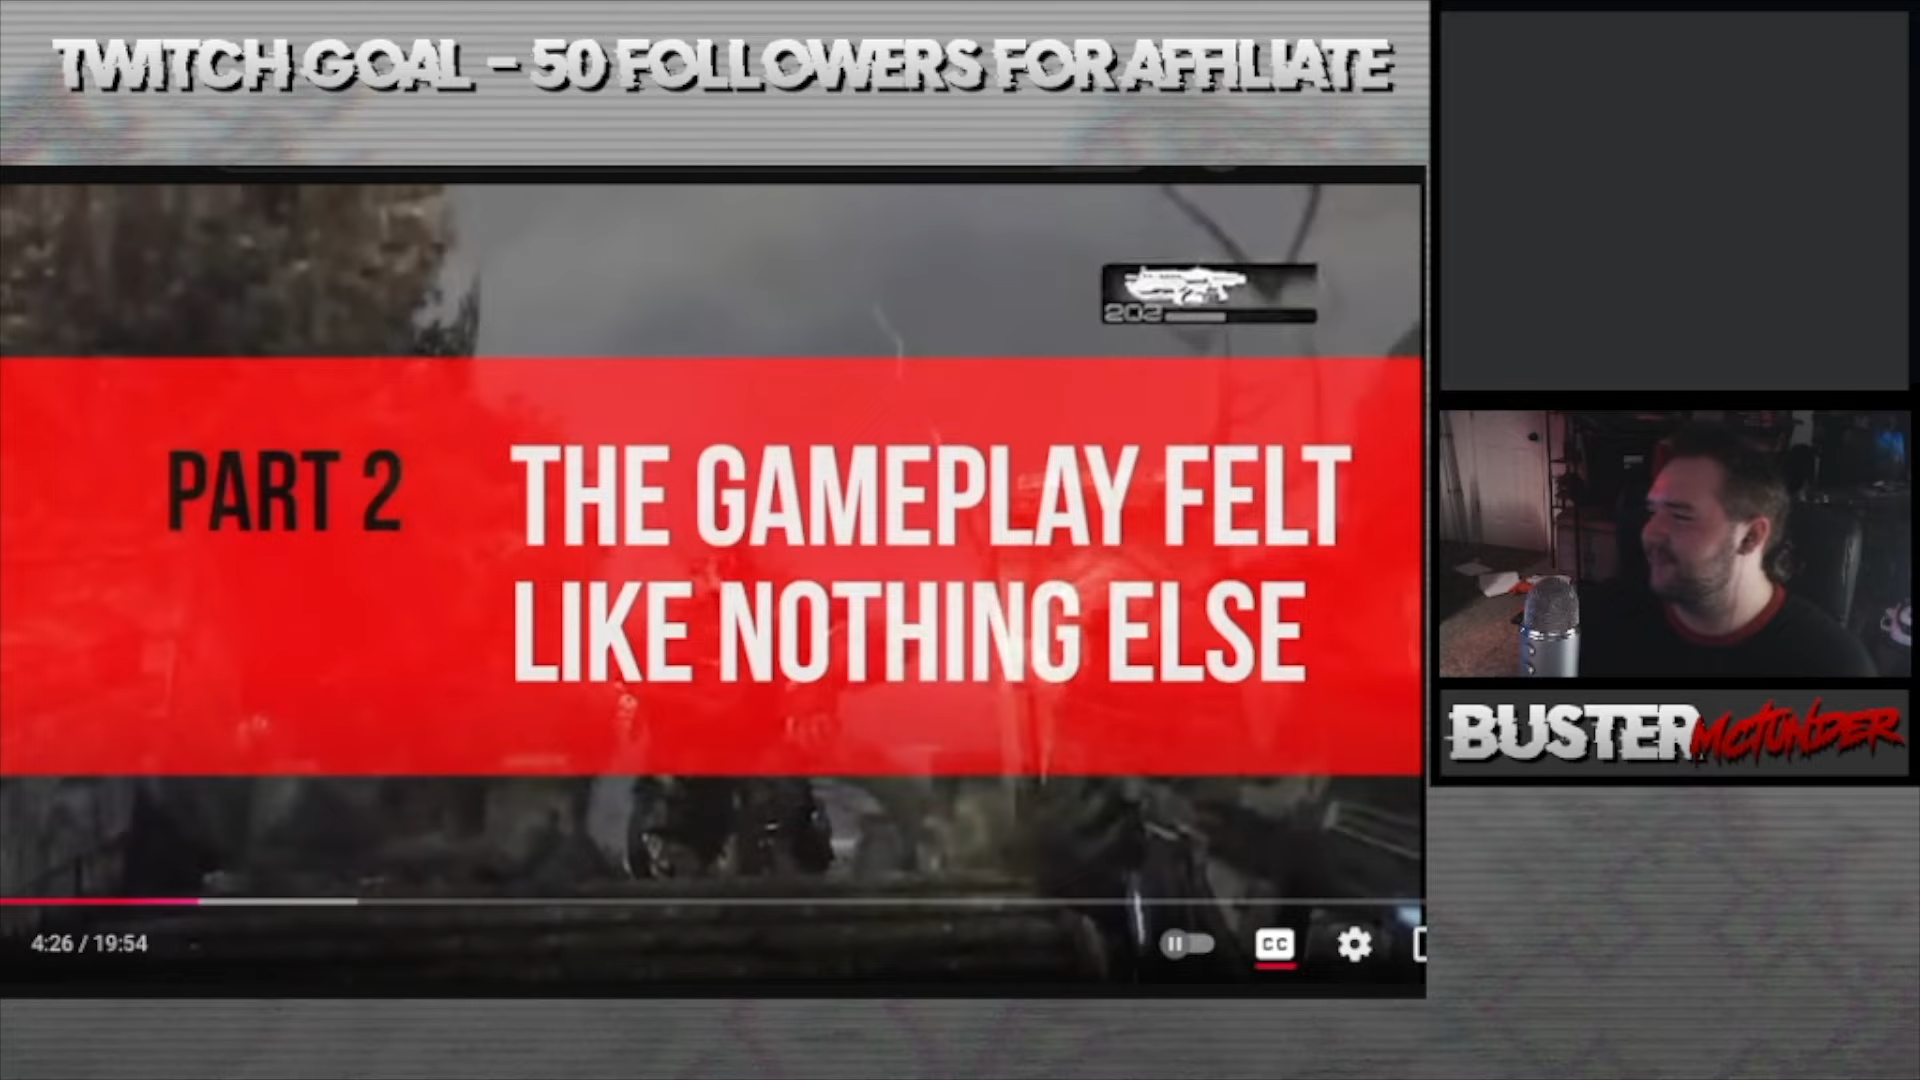 TWITCH GOAL - 50 FOLLOWERS FOR AFFILIATE
202
PART 2
THE GAMEPLAY FELT
LIKE NOTHING ELSE
4:26 / 19:54
CC
BUSTERMCTUNDER